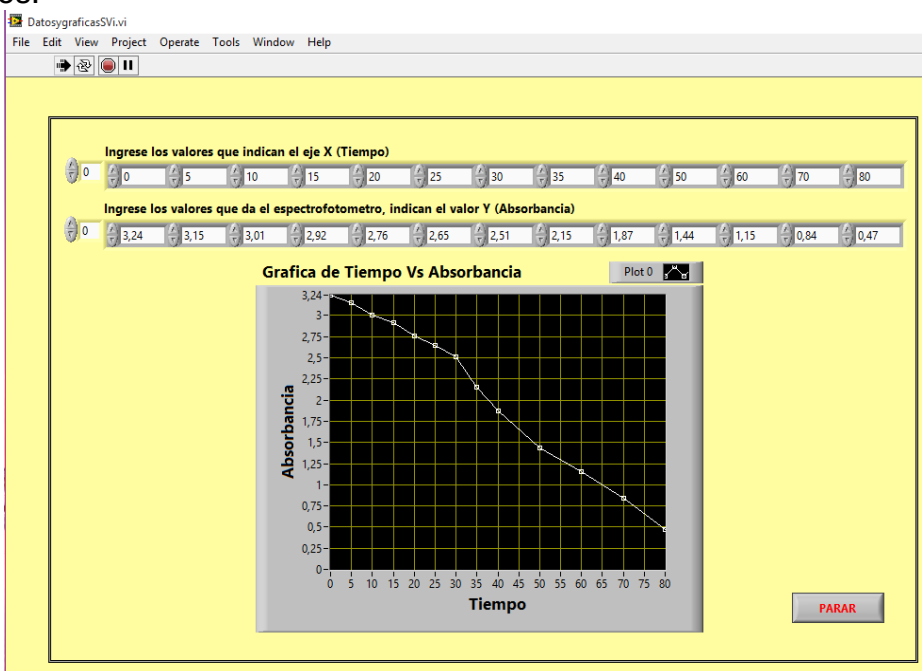 DatosygraficasSVi.vi
File Edit View Project Operate Tools Window Help
Ingrese los valores que indican el eje X (Tiempo)
0 0 5 10 15 20 25 30 35 40 50 60 70 80
Ingrese los valores que da el espectrofotometro, indican el valor Y (Absorbancia)
0 3,24 3,15 3,01 2,92 2,76 2,65 2,51 2,15 1,87 1,44 1,15 0,84 0,47
Grafica de Tiempo Vs Absorbancia
Plot 0
Absorbancia
3,24
3
2,75
2,5
2,25
2
1,75
1,5
1,25
1
0,75
0,5
0,25
0
0 5 10 15 20 25 30 35 40 45 50 55 60 65 70 75 80
Tiempo
PARAR